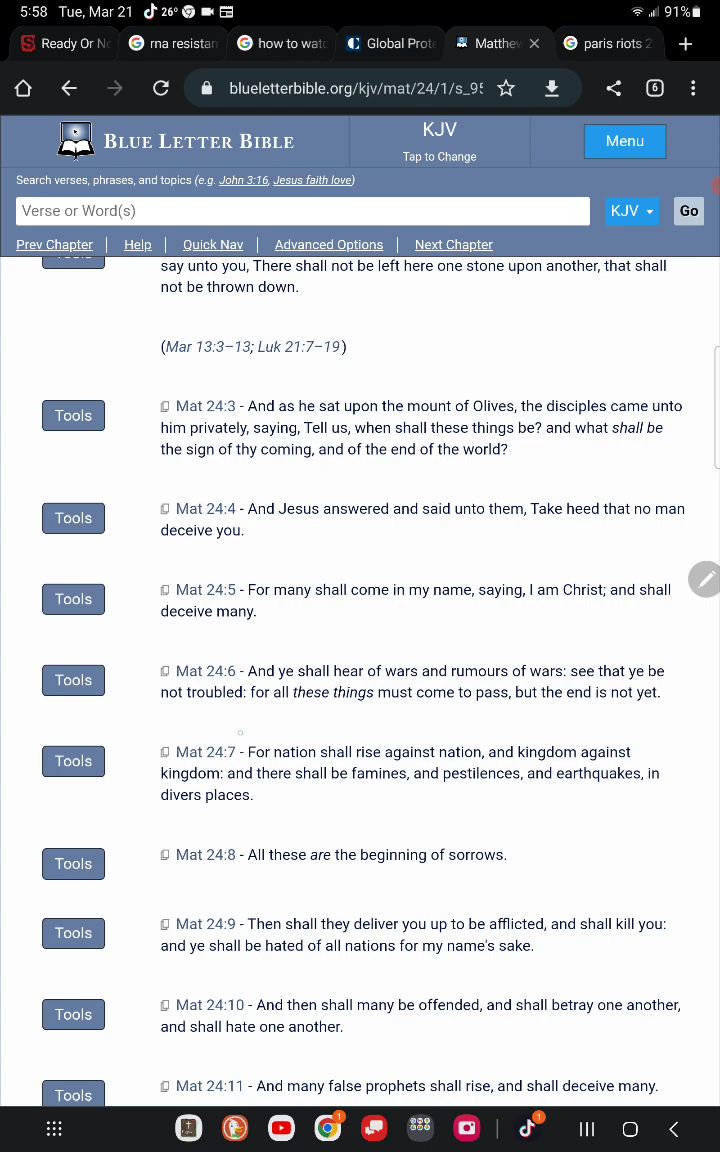 5:58 Tue, Mar 21 26° 91%
Ready Or N
rna resistan
how to wat
Global Prote
Matthew
paris riots 2
blueletterbible.org/kjv/mat/24/1/s_95
6
BLUE LETTER BIBLE
KJV
Tap to Change
Menu
Search verses, phrases, and topics (e.g. John 3:16, Jesus faith love)
Verse or Word(s)
KJV
Go
Prev Chapter | Help | Quick Nav | Advanced Options | Next Chapter
say unto you, There shall not be left here one stone upon another, that shall
not be thrown down.
(Mar 13:3–13; Luk 21:7–19)
Tools
Mat 24:3 - And as he sat upon the mount of Olives, the disciples came unto
him privately, saying, Tell us, when shall these things be? and what shall be
the sign of thy coming, and of the end of the world?
Tools
Mat 24:4 - And Jesus answered and said unto them, Take heed that no man
deceive you.
Tools
Mat 24:5 - For many shall come in my name, saying, I am Christ; and shall
deceive many.
Tools
Mat 24:6 - And ye shall hear of wars and rumours of wars: see that ye be
not troubled: for all these things must come to pass, but the end is not yet.
Tools
Mat 24:7 - For nation shall rise against nation, and kingdom against
kingdom: and there shall be famines, and pestilences, and earthquakes, in
divers places.
Tools
Mat 24:8 - All these are the beginning of sorrows.
Tools
Mat 24:9 - Then shall they deliver you up to be afflicted, and shall kill you:
and ye shall be hated of all nations for my name's sake.
Tools
Mat 24:10 - And then shall many be offended, and shall betray one another,
and shall hate one another.
Tools
Mat 24:11 - And many false prophets shall rise, and shall deceive many.
1
1